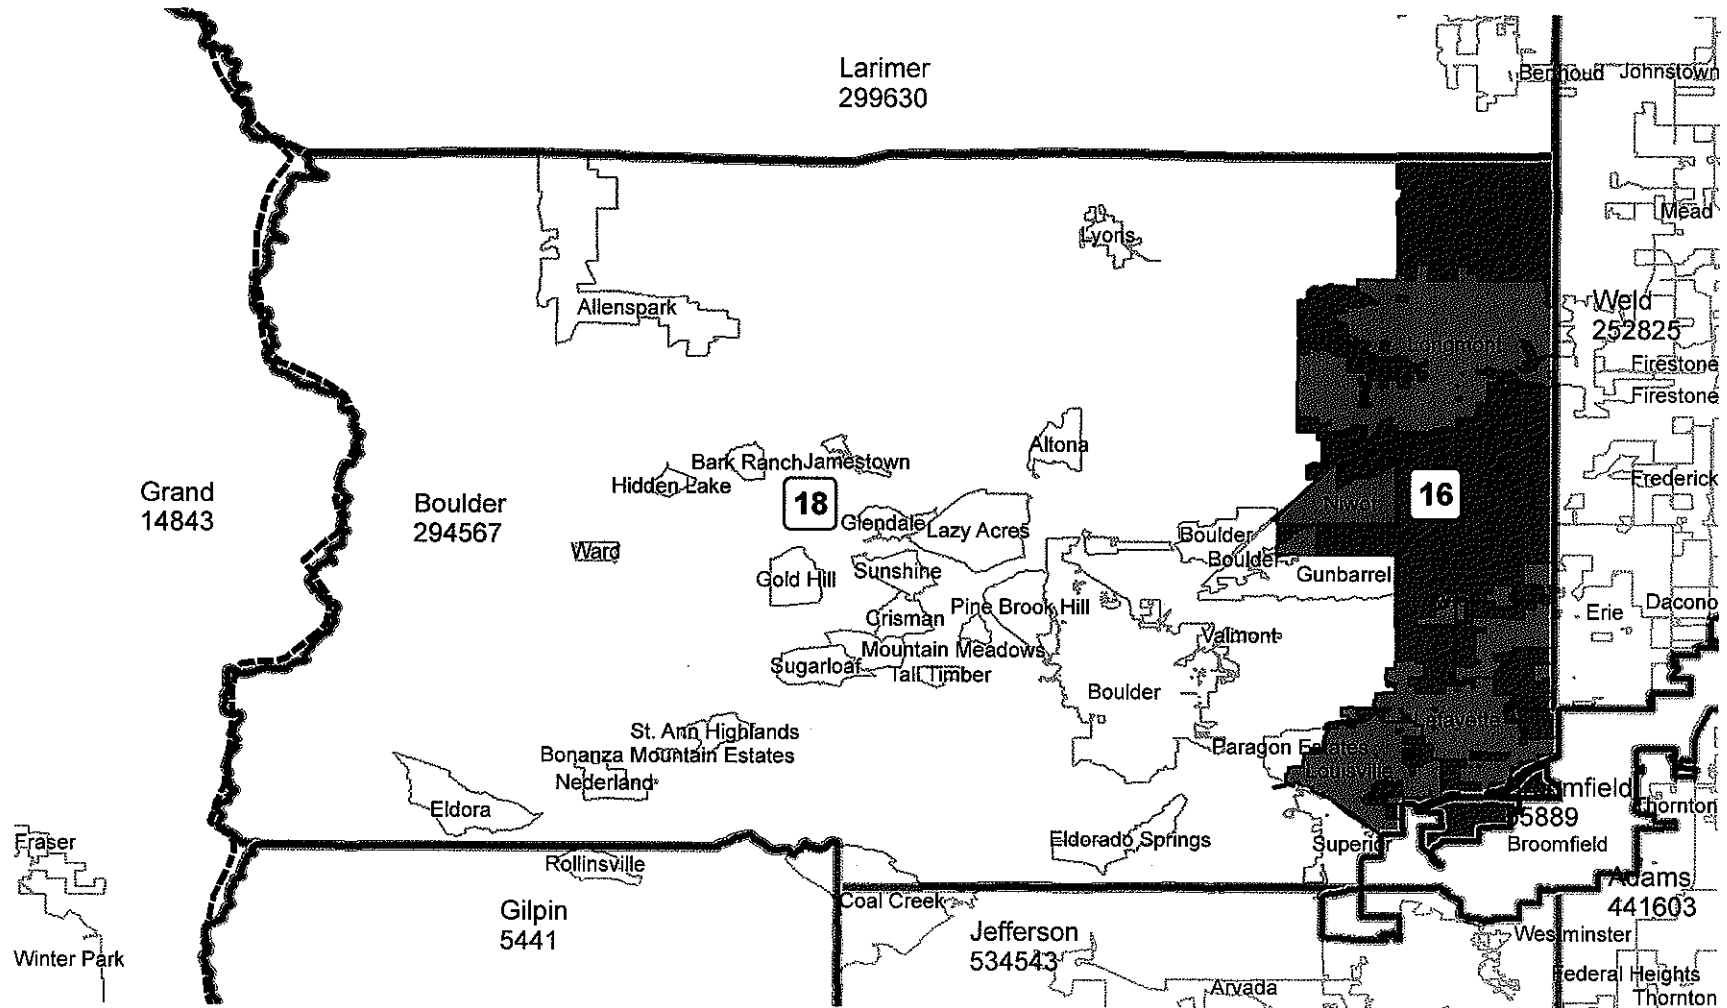 Larimer
299630
Berthoud
Johnstown
Mead
Lyons
Allenspark
Weld
252825
Longmont
Firestone
Firestone
Altona
Bark Ranch
Jamestown
Hidden Lake
Frederick
Grand
14843
Boulder
294567
18
16
Niwot
Glendale
Lazy Acres
Boulder
Boulder
Ward
Gold Hill
Sunshine
Gunbarrel
Pine Brook Hill
Crisman
Erie
Dacono
Valmont
Mountain Meadows
Sugarloaf
Tall Timber
Boulder
Lafayette
St. Ann Highlands
Bonanza Mountain Estates
Paragon Estates
Louisville
Nederland
Eldora
Thornton
Fraser
Eldorado Springs
Superior
Broomfield
Rollinsville
Adams
441603
Coal Creek
Gilpin
5441
Jefferson
534543
Westminster
Winter Park
Federal Heights
Arvada
Thornton